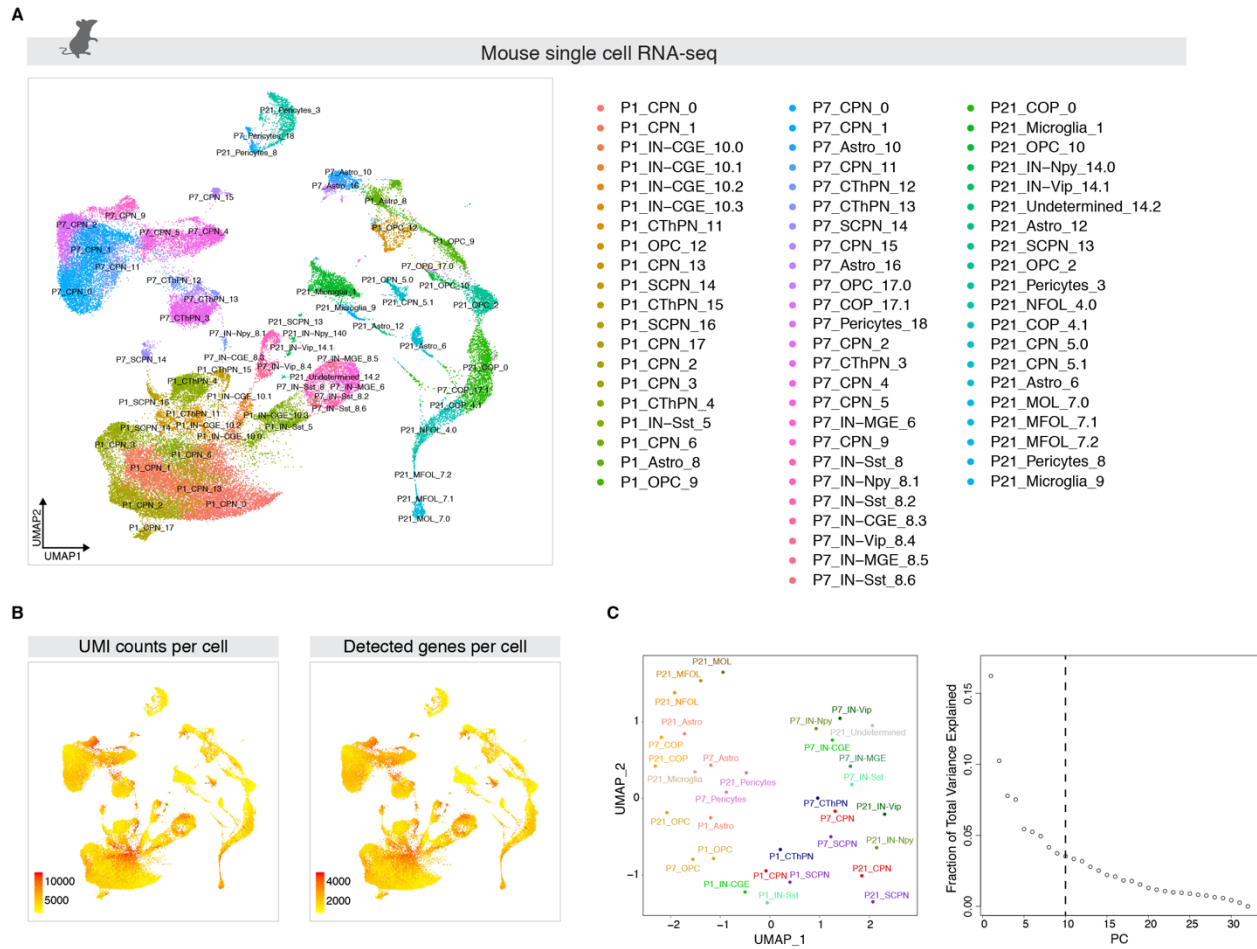 A
Mouse single cell RNA-seq
P21_Pericytes_3
P7_Pericytes_18
P21_Pericytes_8
P7_Astro_10
P7_Astro_16
P1_Astro_8
P7_CPN_15
P7_CPN_9
P7_CPN_2
P7_CPN_5
P7_CPN_4
P1_OPC_12
P1_OPC_9
P7_CPN_1
P7_CPN_11
P7_OPC_17.0
P7_CPN_0
P7_CThPN_12
P21_CPN_5.0
P21_OPC_10
P21_Microglia_1
P7_CThPN_13
P21_CPN_5.1
P21_OPC_2
P21_Microglia_9
P7_CThPN_3
P21_SCPN_13
P21_Astro_12
P7_IN-Npy_8.1
P21_IN-Npy_140
P21_IN-Vip_14.1
P21_Astro_6
P7_SCPN_14
P7_IN-CGE_8.3
P7_IN-MGE_8.5
P7_IN-Vip_8.4
P21_COP_0
P1_CThPN_15
P1_CThPN_4
P21_Undetermined_14.2
P7_IN-Sst_8
P7_IN-MGE_6
P7_COP_17.1
P1_SCPN_16
P1_IN-CGE_10.1
P7_IN-Sst_8.2
P7_IN-Sst_8.6
P21_COP_4.1
P1_CThPN_11
P1_IN-CGE_10.3
P1_SCPN_14
P1_IN-CGE_10.2
P1_IN-Sst_5
P21_NFOL_4.0
P1_IN-CGE_10.0
P1_CPN_3
P1_CPN_6
P1_CPN_1
P21_MFOL_7.2
P1_CPN_13
P1_CPN_2
P1_CPN_0
P21_MFOL_7.1
P21_MOL_7.0
P1_CPN_17
UMAP2
UMAP1
P1_CPN_0
P1_CPN_1
P1_IN−CGE_10.0
P1_IN−CGE_10.1
P1_IN−CGE_10.2
P1_IN−CGE_10.3
P1_CThPN_11
P1_OPC_12
P1_CPN_13
P1_SCPN_14
P1_CThPN_15
P1_SCPN_16
P1_CPN_17
P1_CPN_2
P1_CPN_3
P1_CThPN_4
P1_IN−Sst_5
P1_CPN_6
P1_Astro_8
P1_OPC_9
P7_CPN_0
P7_CPN_1
P7_Astro_10
P7_CPN_11
P7_CThPN_12
P7_CThPN_13
P7_SCPN_14
P7_CPN_15
P7_Astro_16
P7_OPC_17.0
P7_COP_17.1
P7_Pericytes_18
P7_CPN_2
P7_CThPN_3
P7_CPN_4
P7_CPN_5
P7_IN−MGE_6
P7_CPN_9
P7_IN−Sst_8
P7_IN−Npy_8.1
P7_IN−Sst_8.2
P7_IN−CGE_8.3
P7_IN−Vip_8.4
P7_IN−MGE_8.5
P7_IN−Sst_8.6
P21_COP_0
P21_Microglia_1
P21_OPC_10
P21_IN−Npy_14.0
P21_IN−Vip_14.1
P21_Undetermined_14.2
P21_Astro_12
P21_SCPN_13
P21_OPC_2
P21_Pericytes_3
P21_NFOL_4.0
P21_COP_4.1
P21_CPN_5.0
P21_CPN_5.1
P21_Astro_6
P21_MOL_7.0
P21_MFOL_7.1
P21_MFOL_7.2
P21_Pericytes_8
P21_Microglia_9
B
UMI counts per cell
10000
5000
Detected genes per cell
4000
2000
C
P21_MOL
P21_MFOL
P21_NFOL
P7_IN-Vip
P7_IN-Npy
P21_Astro
P21_Undetermined
P7_COP
P7_IN-CGE
P21_COP
P7_Astro
P7_IN-MGE
P21_Microglia
P21_Pericytes
P7_IN-Sst
P7_Pericytes
P7_CThPN
P21_OPC
P7_CPN
P21_IN-Vip
P1_Astro
P7_SCPN
P21_IN-Npy
P1_OPC
P1_CThPN
P7_OPC
P1_CPN
P1_SCPN
P21_CPN
P1_IN-CGE
P1_IN-Sst
P21_SCPN
1
0
−1
UMAP_2
−2
−1
0
1
2
UMAP_1
Fraction of Total Variance Explained
0.15
0.10
0.05
0.00
0
5
10
15
20
25
30
PC